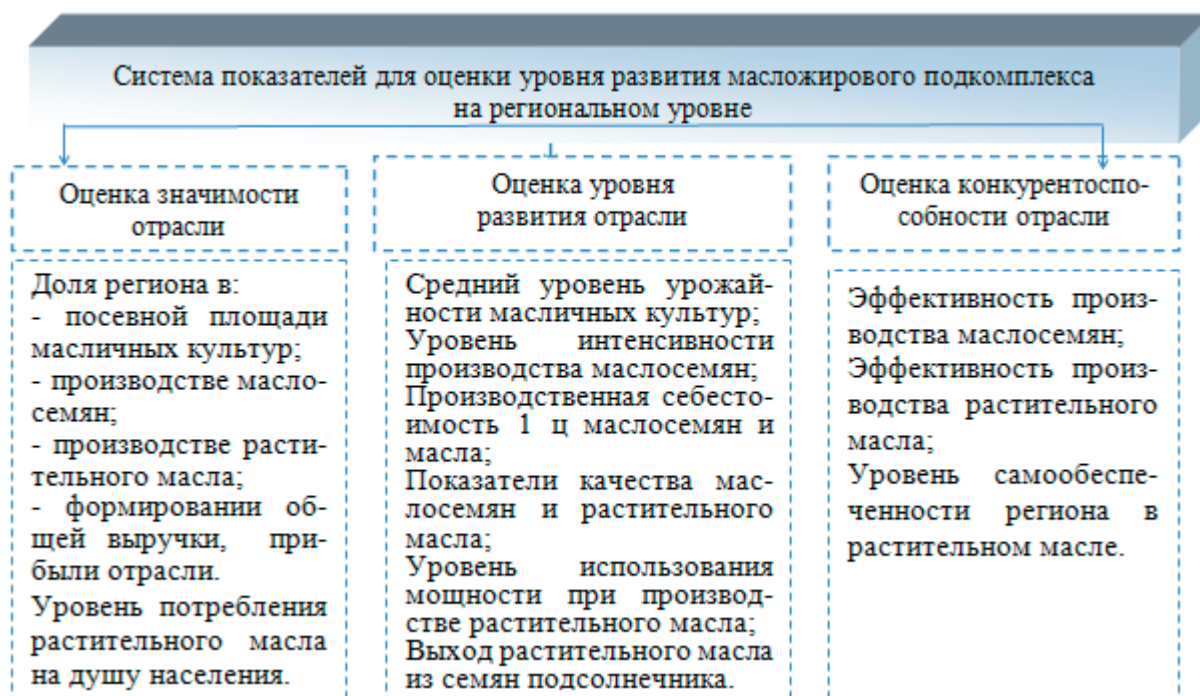 Система показателей для оценки уровня развития масложирового подкомплекса
на региональном уровне
Оценка значимости
отрасли
Доля региона в:
- посевной площади
масличных культур;
- производстве масло-
семян;
- производстве расти-
тельного масла;
- формировании об-
щей выручки, при-
были отрасли.
Уровень потребления
растительного масла
на душу населения.
Оценка уровня
развития отрасли
Средний уровень урожай-
ности масличных культур;
Уровень интенсивности
производства маслосемян;
Производственная себесто-
имость 1 ц маслосемян и
масла;
Показатели качества мас-
лосемян и растительного
масла;
Уровень использования
мощности при производ-
стве растительного масла;
Выход растительного масла
из семян подсолнечника.
Оценка конкурентоспо-
собности отрасли
Эффективность произ-
водства маслосемян;
Эффективность произ-
водства растительного
масла;
Уровень самообеспе-
ченности региона в
растительном масле.